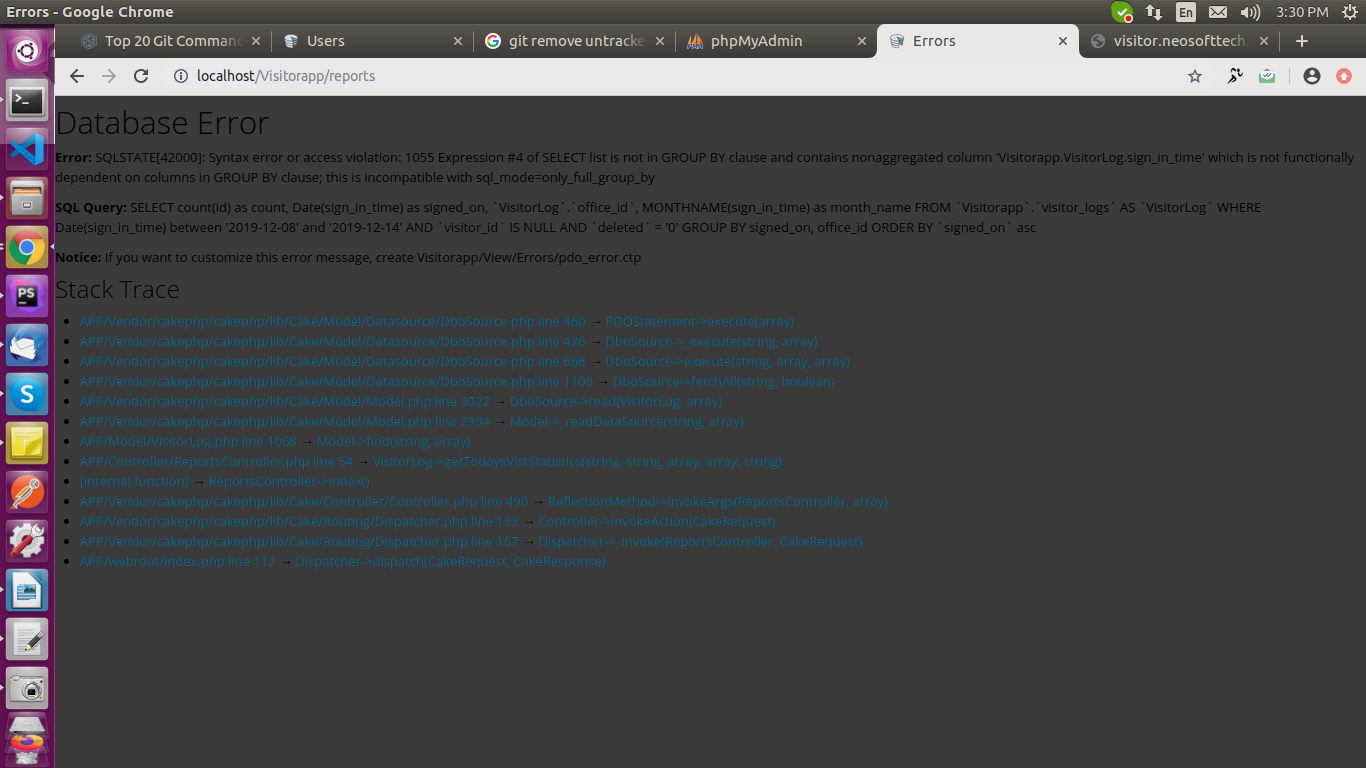 Errors - Google Chrome
En
3:30 PM
Top 20 Git Comman
Users
git remove untracke
phpMyAdmin
Errors
visitor.neosofttech.
localhost/Visitorapp/reports
Database Error
Error: SQLSTATE[42000]: Syntax error or access violation: 1055 Expression #4 of SELECT list is not in GROUP BY clause and contains nonaggregated column 'Visitorapp.VisitorLog.sign_in_time' which is not functionally
dependent on columns in GROUP BY clause; this is incompatible with sql_mode=only_full_group_by
SQL Query: SELECT count(id) as count, Date(sign_in_time) as signed_on, `VisitorLog`.`office_id`, MONTHNAME(sign_in_time) as month_name FROM `Visitorapp`.`visitor_logs` AS `VisitorLog` WHERE
Date(sign_in_time) between '2019-12-08' and '2019-12-14' AND `visitor_id` IS NULL AND `deleted` = '0' GROUP BY signed_on, office_id ORDER BY `signed_on` asc
Notice: If you want to customize this error message, create Visitorapp/View/Errors/pdo_error.ctp
Stack Trace
APP/Vendor/cakephp/cakephp/lib/Cake/Model/Datasource/DboSource.php line 460 → PDOStatement->execute(array)
APP/Vendor/cakephp/cakephp/lib/Cake/Model/Datasource/DboSource.php line 426 → DboSource->_execute(string, array)
APP/Vendor/cakephp/cakephp/lib/Cake/Model/Datasource/DboSource.php line 668 → DboSource->execute(string, array, array)
APP/Vendor/cakephp/cakephp/lib/Cake/Model/Datasource/DboSource.php line 1106 → DboSource->fetchAll(string, boolean)
APP/Vendor/cakephp/cakephp/lib/Cake/Model/Model.php line 3022 → DboSource->read(VisitorLog, array)
APP/Vendor/cakephp/cakephp/lib/Cake/Model/Model.php line 2994 → Model->_readDataSource(string, array)
APP/Model/VisitorLog.php line 1068 → Model->find(string, array)
APP/Controller/ReportsController.php line 54 → VisitorLog->getTodaysVistStatistics(string, string, array, array, string)
[internal function] → ReportsController->index()
APP/Vendor/cakephp/cakephp/lib/Cake/Controller/Controller.php line 490 → ReflectionMethod->invokeArgs(ReportsController, array)
APP/Vendor/cakephp/cakephp/lib/Cake/Routing/Dispatcher.php line 193 → Controller->invokeAction(CakeRequest)
APP/Vendor/cakephp/cakephp/lib/Cake/Routing/Dispatcher.php line 167 → Dispatcher->_invoke(ReportsController, CakeRequest)
APP/webroot/index.php line 112 → Dispatcher->dispatch(CakeRequest, CakeResponse)